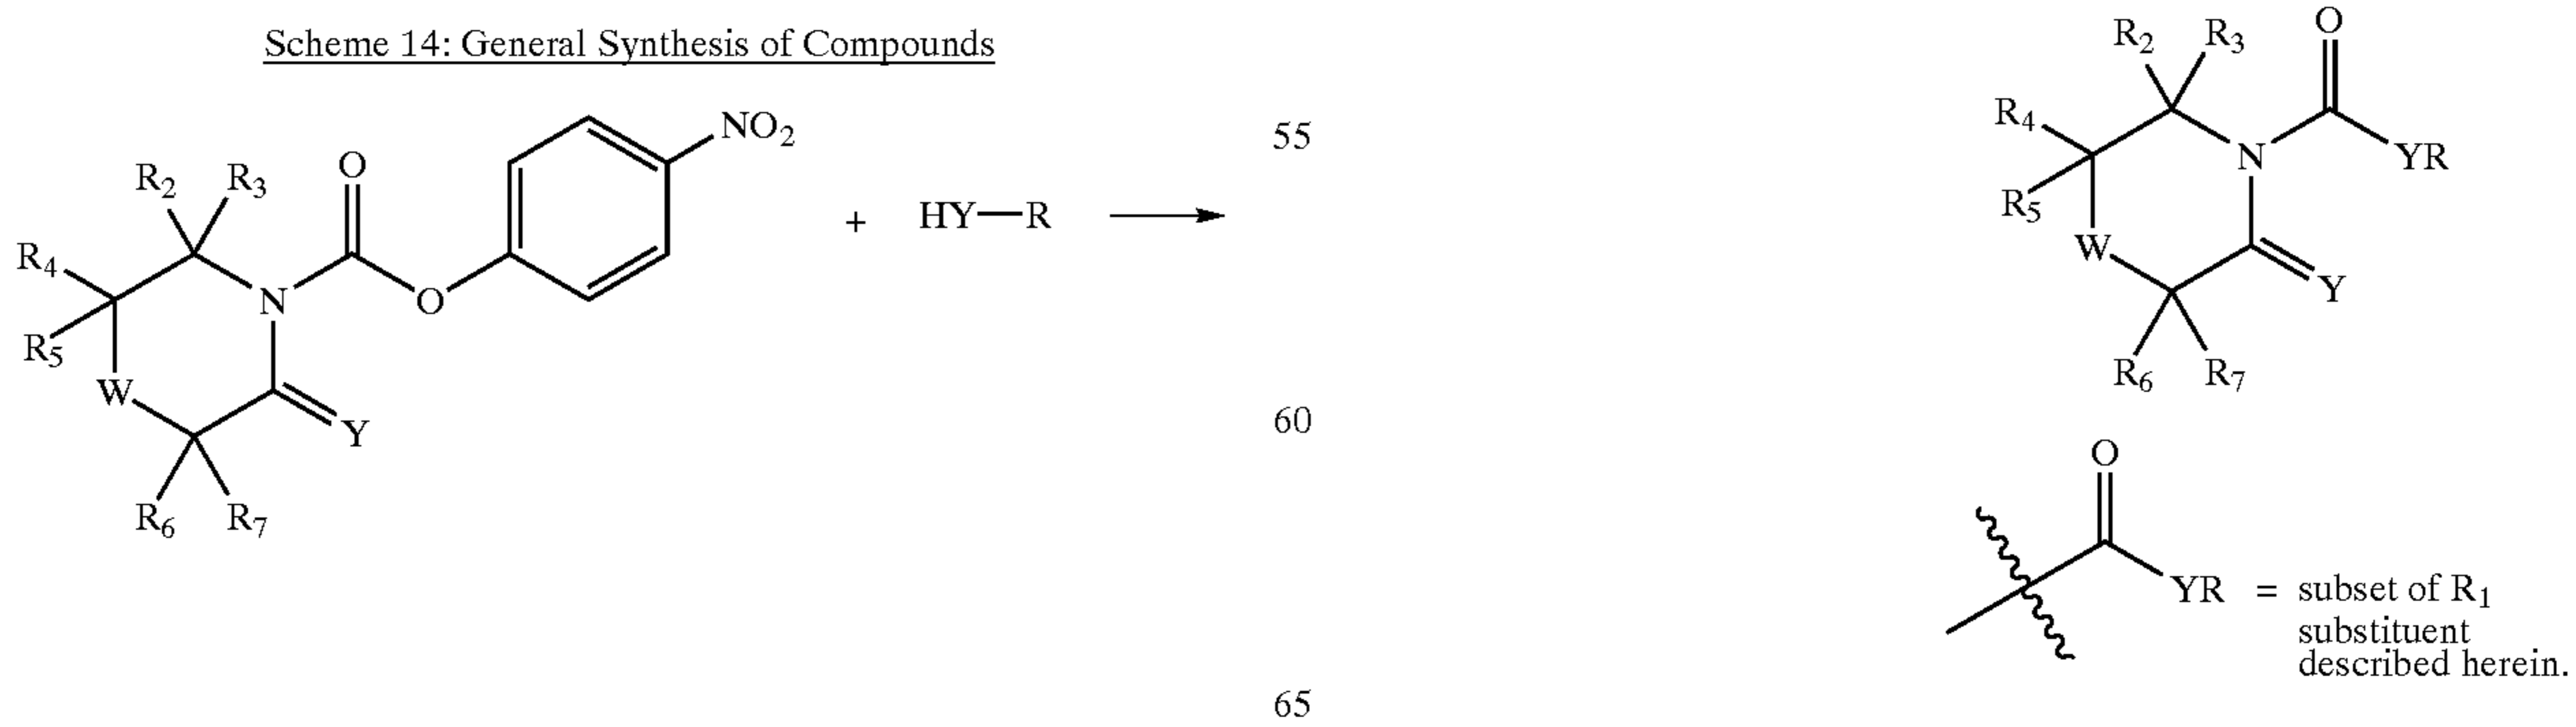 Scheme 14: General Synthesis of Compounds
NO2
O
R2 R3
R4
N
O
R5
W
Y
R6 R7
+ HY—R
55
60
65
O
R2 R3
R4
N
YR
R5
W
Y
R6 R7
O
YR = subset of R1
substituent
described herein.